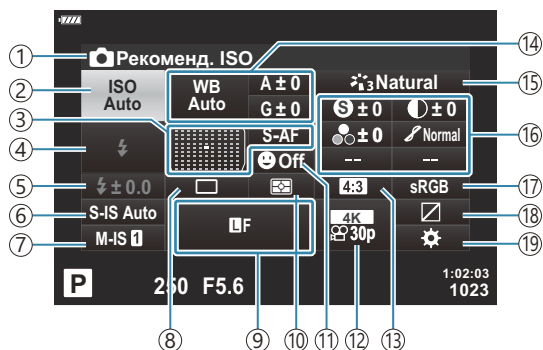 ① Рекоменд. ISO
② ISO Auto WB Auto A±0 G±0 ⑭
3 Natural ⑮
③ S-AF
S±0 ±0
±0 Normal ⑯
-- --
④ Off
⑤ ±0.0 4:3 sRGB ⑰
⑥ S-IS Auto ⑱
⑦ M-IS 1 LF 4K 30p ⑲
P 250 F5.6 1:02:03
1023
⑧ ⑨ ⑩ ⑪ ⑫ ⑬